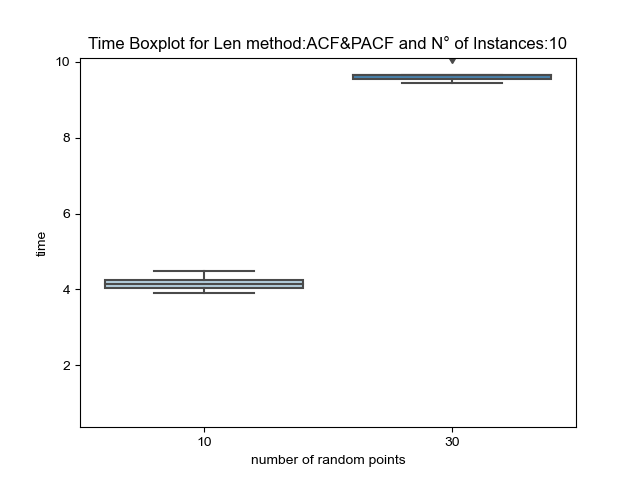 Time Boxplot for Len method:ACF&PACF and N° of Instances:10
10
8
6
4
2
time
10
30
number of random points